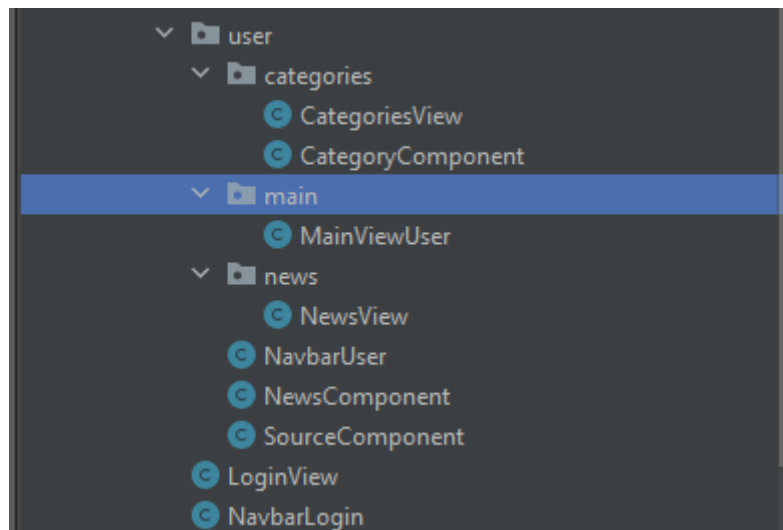 user
categories
C CategoriesView
C CategoryComponent
main
C MainViewUser
news
C NewsView
C NavbarUser
C NewsComponent
C SourceComponent
C LoginView
C NavbarLogin